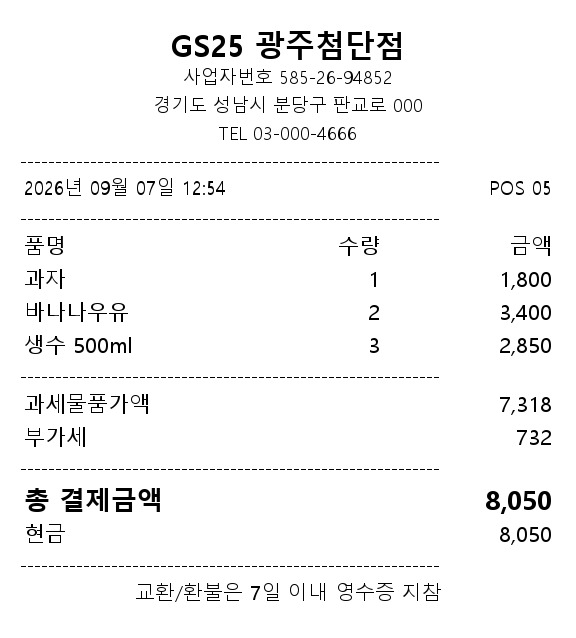 GS25 광주첨단점
사업자번호 585-26-94852
경기도 성남시 분당구 판교로 000
TEL 03-000-4666
2026년 09월 07일 12:54 POS 05
품명 수량 금액
과자 1 1,800
바나나우유 2 3,400
생수 500ml 3 2,850
과세물품가액 7,318
부가세 732
총 결제금액 8,050
현금 8,050
교환/환불은 7일 이내 영수증 지참